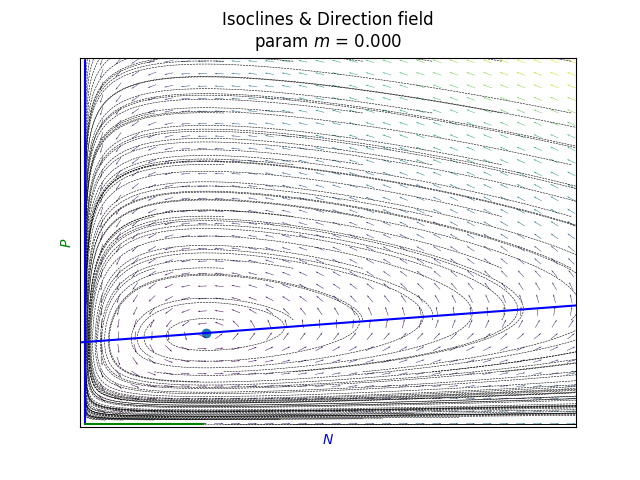 Isoclines & Direction field
param m = 0.000
P
N